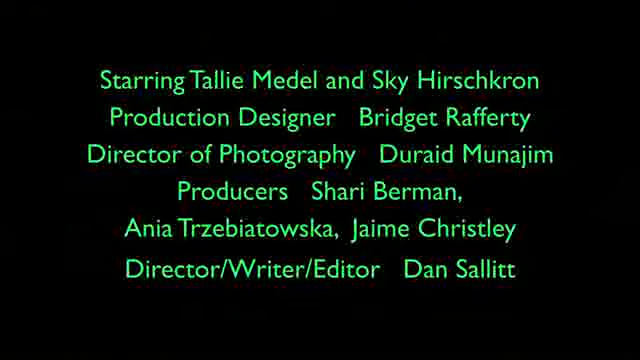 Starring Tallie Medel and Sky Hirschkron
Production Designer Bridget Rafferty
Director of Photography Duraid Munajim
Producers Shari Berman,
Ania Trzebiatowska, Jaime Christley
Director/Writer/Editor Dan Sallitt